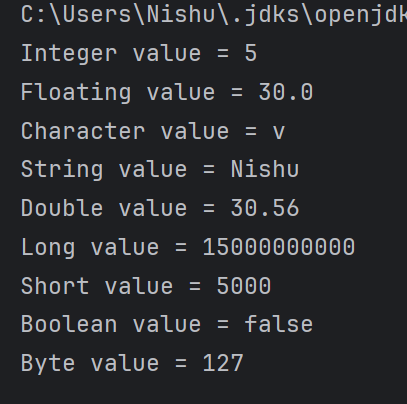 C:\Users\Nishu\.jdks\openjdk
Integer value = 5
Floating value = 30.0
Character value = v
String value = Nishu
Double value = 30.56
Long value = 15000000000
Short value = 5000
Boolean value = false
Byte value = 127